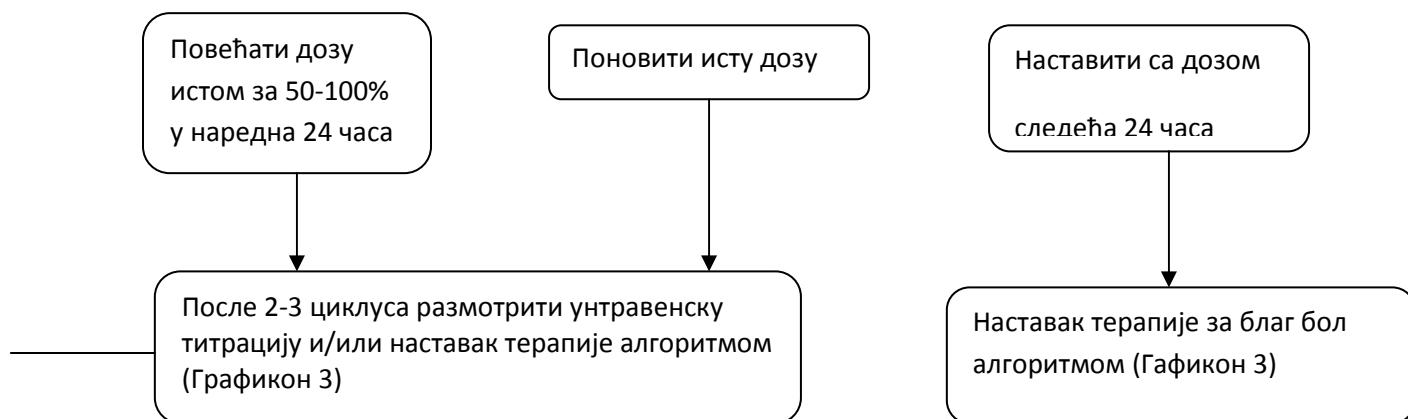 Повећати дозу
истом за 50-100%
у наредна 24 часа
Поновити исту дозу
Наставити са дозом
следећа 24 часа
После 2-3 циклуса размотрити унтравенску
титрацију и/или наставак терапије алгоритмом
(Графикон 3)
Наставак терапије за благ бол
алгоритмом (Гафикон 3)